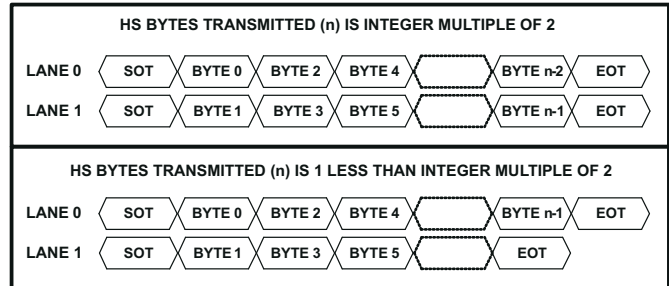 HS BYTES TRANSMITTED (n) IS INTEGER MULTIPLE OF 2
LANE 0 SOT BYTE 0 BYTE 2 BYTE 4 BYTE n-2 EOT
LANE 1 SOT BYTE 1 BYTE 3 BYTE 5 BYTE n-1 EOT
HS BYTES TRANSMITTED (n) IS 1 LESS THAN INTEGER MULTIPLE OF 2
LANE 0 SOT BYTE 0 BYTE 2 BYTE 4 BYTE n-1 EOT
LANE 1 SOT BYTE 1 BYTE 3 BYTE 5 EOT